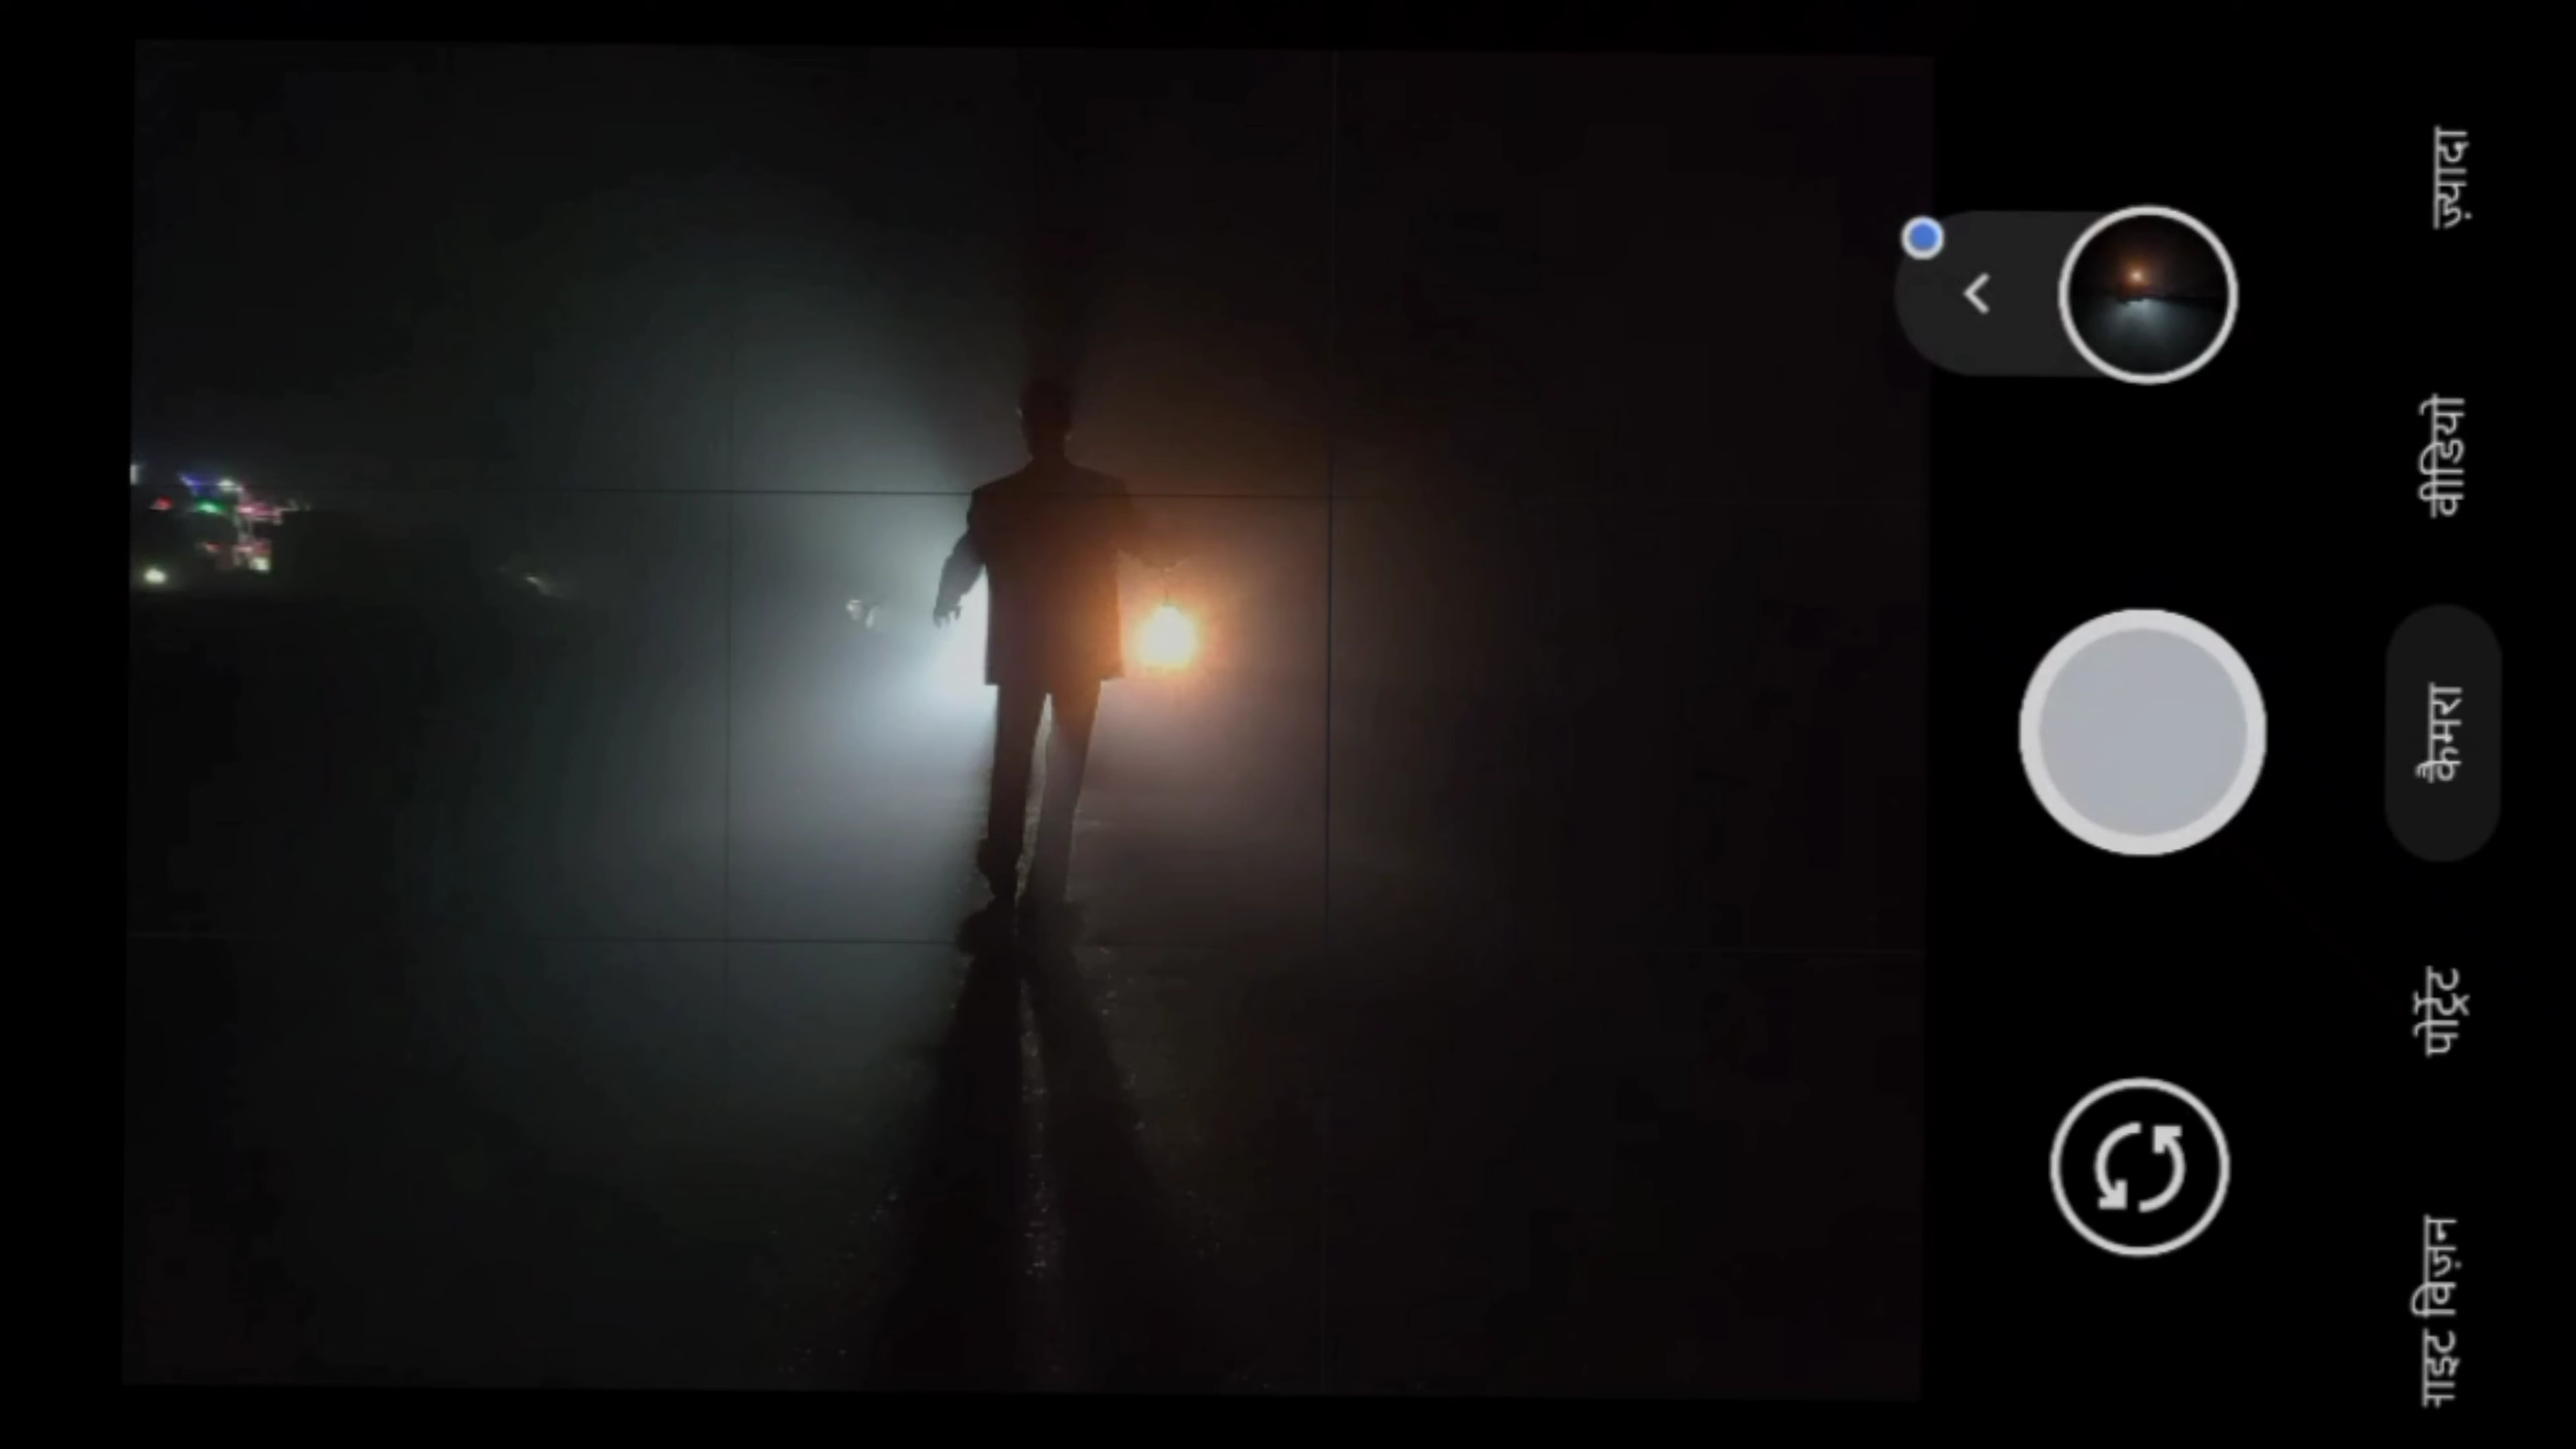 ज़्यादा
वीडियो
कैमरा
पोर्ट्रेट
नाइट विज़न